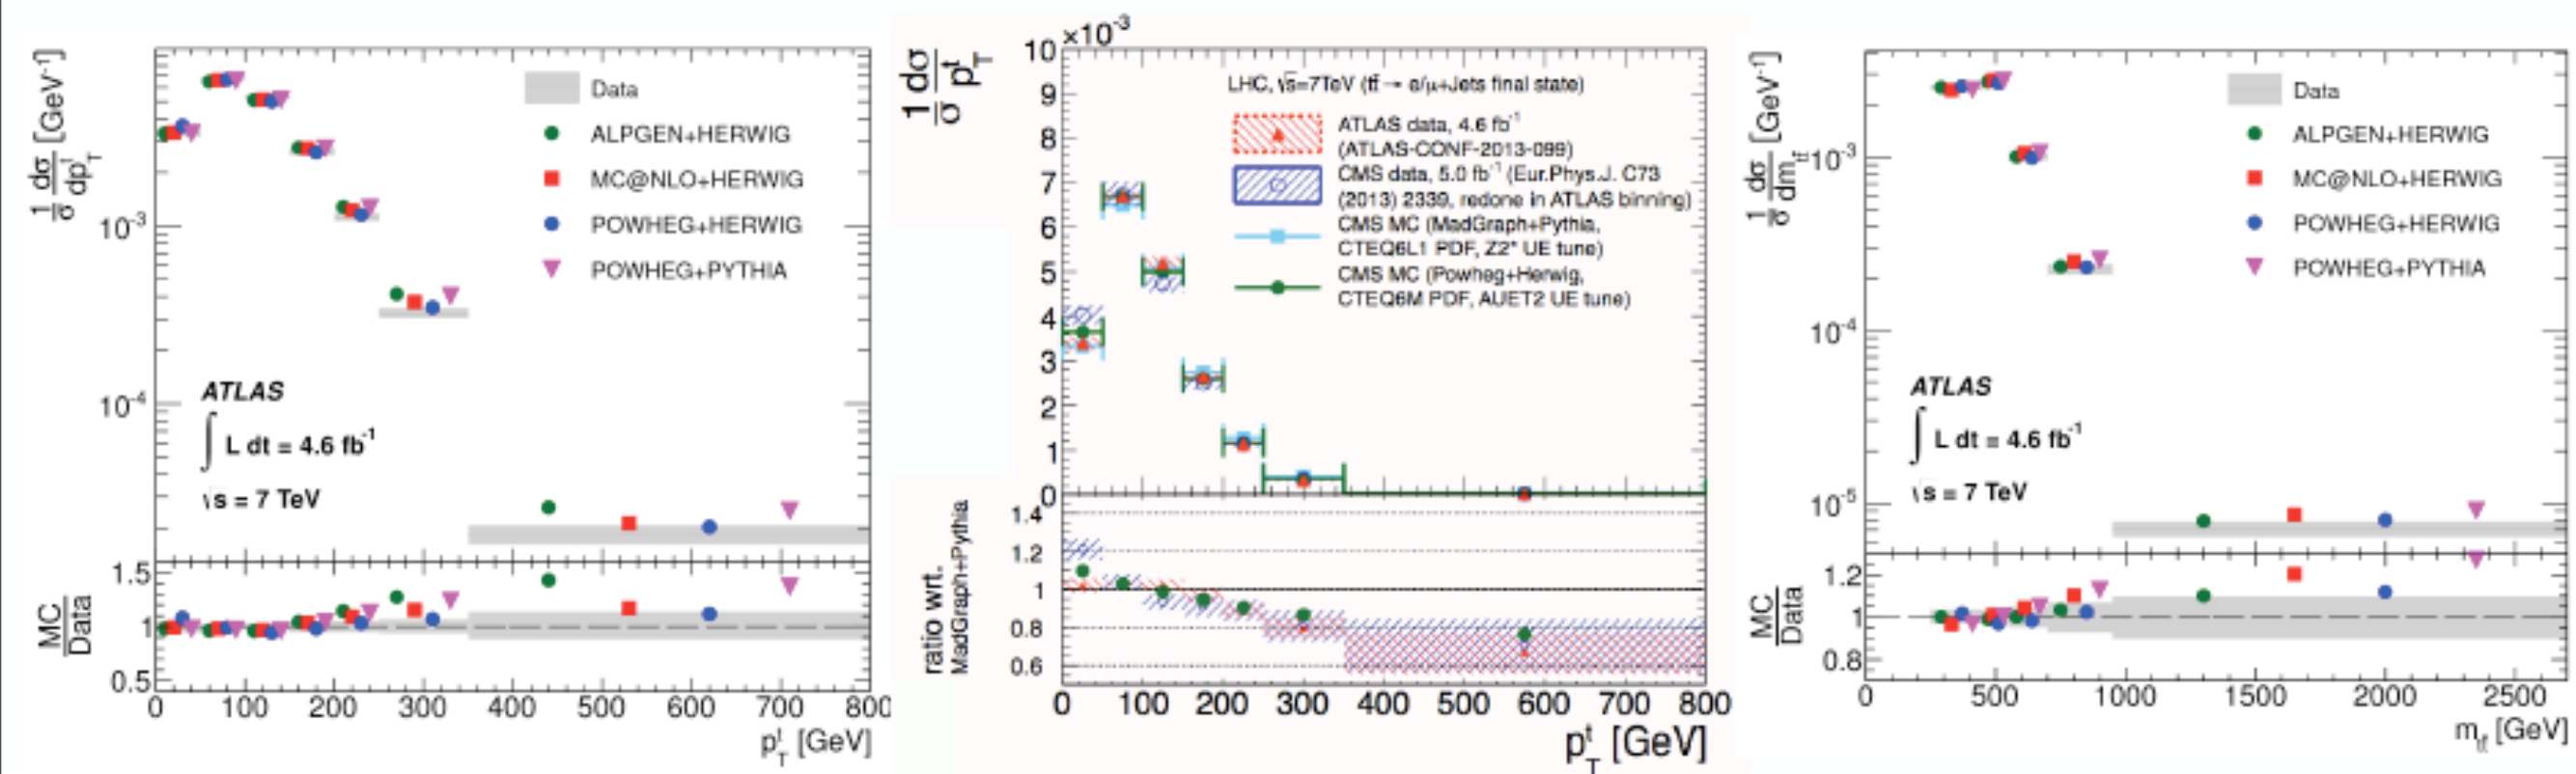 1/σ dσ/dp_T^t [GeV⁻¹]
Data
ALPGEN+HERWIG
MC@NLO+HERWIG
POWHEG+HERWIG
POWHEG+PYTHIA
10⁻³
10⁻⁴
ATLAS
∫ L dt = 4.6 fb⁻¹
√s = 7 TeV
MC/Data
1.5
1
0.5
0 100 200 300 400 500 600 700 800
p_T^t [GeV]
1/σ dσ/p_T^t
×10⁻³
10
9
8
7
6
5
4
3
2
1
0
LHC, √s=7TeV (tt̄ → e/μ+Jets final state)
ATLAS data, 4.6 fb⁻¹
(ATLAS-CONF-2013-099)
CMS data, 5.0 fb⁻¹ (Eur.Phys.J. C73
(2013) 2339, redone in ATLAS binning)
CMS MC (MadGraph+Pythia,
CTEQ6L1 PDF, Z2* UE tune)
CMS MC (Powheg+Herwig,
CTEQ6M PDF, AUET2 UE tune)
ratio wrt.
MadGraph+Pythia
1.4
1.2
1
0.8
0.6
0 100 200 300 400 500 600 700 800
p_T^t [GeV]
1/σ dσ/dm_tt̄ [GeV⁻¹]
Data
ALPGEN+HERWIG
MC@NLO+HERWIG
POWHEG+HERWIG
POWHEG+PYTHIA
10⁻³
10⁻⁴
10⁻⁵
ATLAS
∫ L dt = 4.6 fb⁻¹
√s = 7 TeV
MC/Data
1.2
1
0.8
0 500 1000 1500 2000 2500
m_tt̄ [GeV]